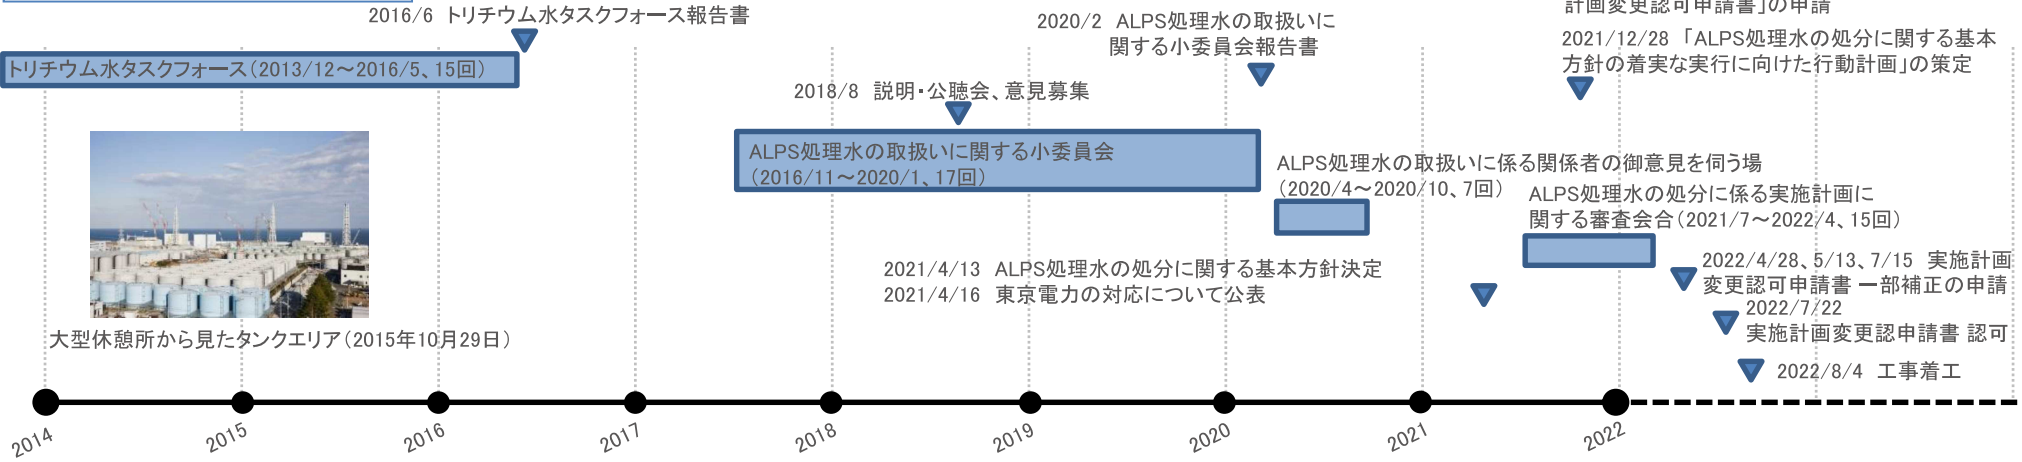 2016/6 トリチウム水タスクフォース報告書
トリチウム水タスクフォース（2013/12～2016/5、15回）
2018/8 説明・公聴会、意見募集
2020/2 ALPS処理水の取扱いに
関する小委員会報告書
計画変更認可申請書」の申請
2021/12/28 「ALPS処理水の処分に関する基本
方針の着実な実行に向けた行動計画」の策定
ALPS処理水の取扱いに関する小委員会
（2016/11～2020/1、17回）
ALPS処理水の取扱いに係る関係者の御意見を伺う場
（2020/4～2020/10、7回）
ALPS処理水の処分に係る実施計画に
関する審査会合（2021/7～2022/4、15回）
2021/4/13 ALPS処理水の処分に関する基本方針決定
2021/4/16 東京電力の対応について公表
2022/4/28、5/13、7/15 実施計画
変更認可申請書 一部補正の申請
2022/7/22
実施計画変更認申請書 認可
2022/8/4 工事着工
大型休憩所から見たタンクエリア（2015年10月29日）
2014
2015
2016
2017
2018
2019
2020
2021
2022